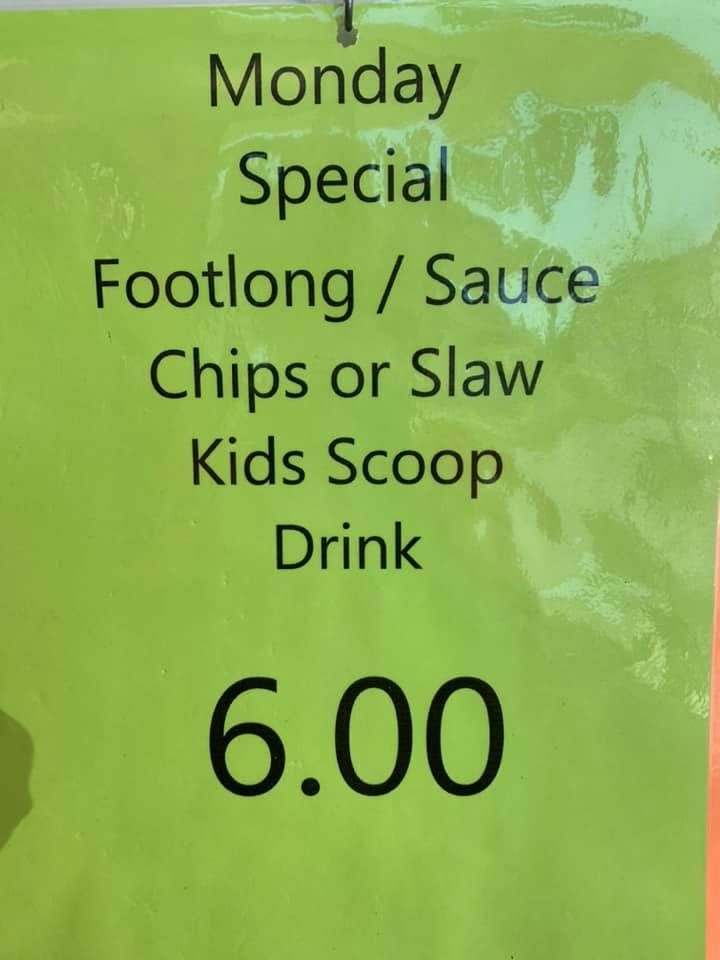 Monday
Special
Footlong / Sauce
Chips or Slaw
Kids Scoop
Drink
6.00